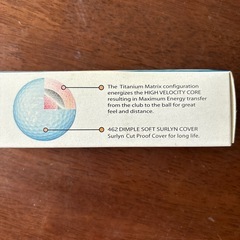 The Titanium Matrix configuration
energizes the HIGH VELOCITY CORE
resulting in Maximum Energy transfer
from the club to the ball for great
feel and distance.
462 DIMPLE SOFT SURLYN COVER
Surlyn Cut Proof Cover for long life.